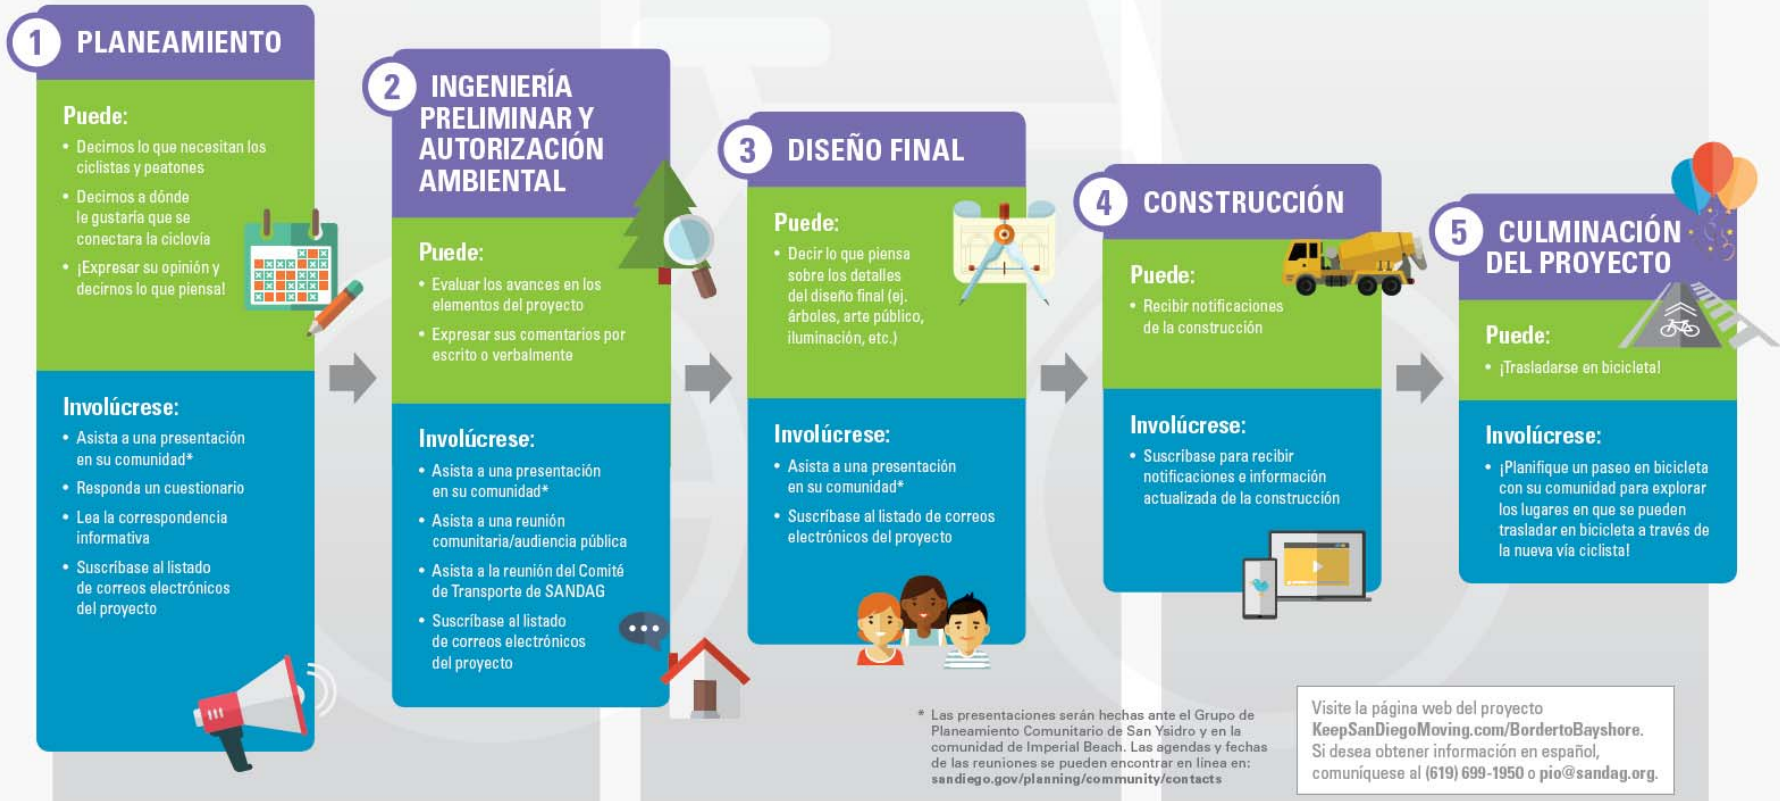 1 PLANEAMIENTO
Puede:
• Decirnos lo que necesitan los
ciclistas y peatones
• Decirnos a dónde
le gustaría que se
conectara la ciclovía
• ¡Expresar su opinión y
decirnos lo que piensa!
Involúcrese:
• Asista a una presentación
en su comunidad*
• Responda un cuestionario
• Lea la correspondencia
informativa
• Suscríbase al listado
de correos electrónicos
del proyecto
2 INGENIERÍA
PRELIMINAR Y
AUTORIZACIÓN
AMBIENTAL
Puede:
• Evaluar los avances en los
elementos del proyecto
• Expresar sus comentarios por
escrito o verbalmente
Involúcrese:
• Asista a una presentación
en su comunidad*
• Asista a una reunión
comunitaria/audiencia pública
• Asista a la reunión del Comité
de Transporte de SANDAG
• Suscríbase al listado
de correos electrónicos
del proyecto
3 DISEÑO FINAL
Puede:
• Decir lo que piensa
sobre los detalles
del diseño final (ej.
árboles, arte público,
iluminación, etc.)
Involúcrese:
• Asista a una presentación
en su comunidad*
• Suscríbase al listado de correos
electrónicos del proyecto
4 CONSTRUCCIÓN
Puede:
• Recibir notificaciones
de la construcción
Involúcrese:
• Suscríbase para recibir
notificaciones e información
actualizada de la construcción
5 CULMINACIÓN
DEL PROYECTO
Puede:
• ¡Trasladarse en bicicleta!
Involúcrese:
• ¡Planifique un paseo en bicicleta
con su comunidad para explorar
los lugares en que se pueden
trasladar en bicicleta a través de
la nueva vía ciclista!
* Las presentaciones serán hechas ante el Grupo de
Planeamiento Comunitario de San Ysidro y en la
comunidad de Imperial Beach. Las agendas y fechas
de las reuniones se pueden encontrar en línea en:
sandiego.gov/planning/community/contacts
Visite la página web del proyecto
KeepSanDiegoMoving.com/BordertoBayshore.
Si desea obtener información en español,
comuníquese al (619) 699-1950 o pio@sandag.org.